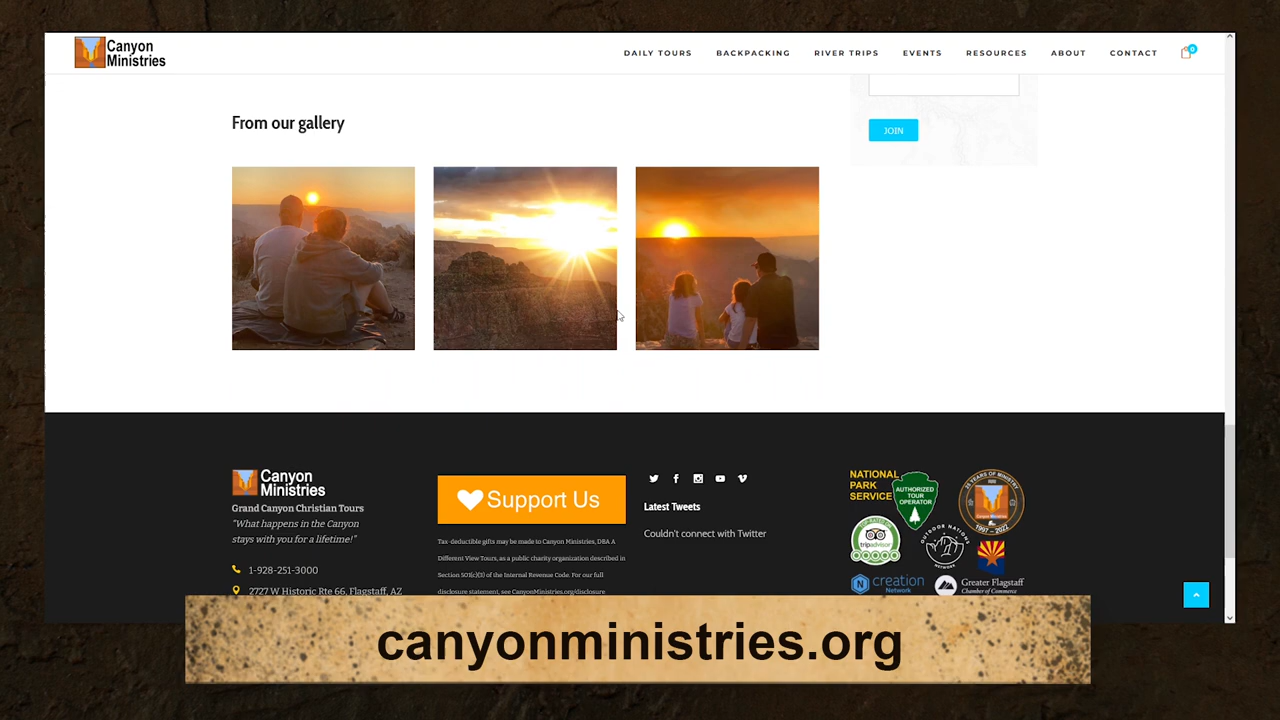 Canyon
Ministries
DAILY TOURS
BACKPACKING
RIVER TRIPS
EVENTS
RESOURCES
ABOUT
CONTACT
0
From our gallery
JOIN
Canyon
Ministries
Grand Canyon Christian Tours
"What happens in the Canyon
stays with you for a lifetime!"
1-928-251-3000
2727 W Historic Rte 66, Flagstaff, AZ
Support Us
Tax-deductible gifts may be made to Canyon Ministries, DBA A
Different View Tours, as a public charity organization described in
Section 501(c)(3) of the Internal Revenue Code. For our full
disclosure statement, see CanyonMinistries.org/disclosure
Latest Tweets
Couldn't connect with Twitter
NATIONAL
PARK
SERVICE
AUTHORIZED
TOUR
OPERATOR
25 YEARS OF MINISTRY
1997 – 2022
tripadvisor
OUTDOOR NATIONS
NETWORK
creation
Network
Greater Flagstaff
Chamber of Commerce
canyonministries.org